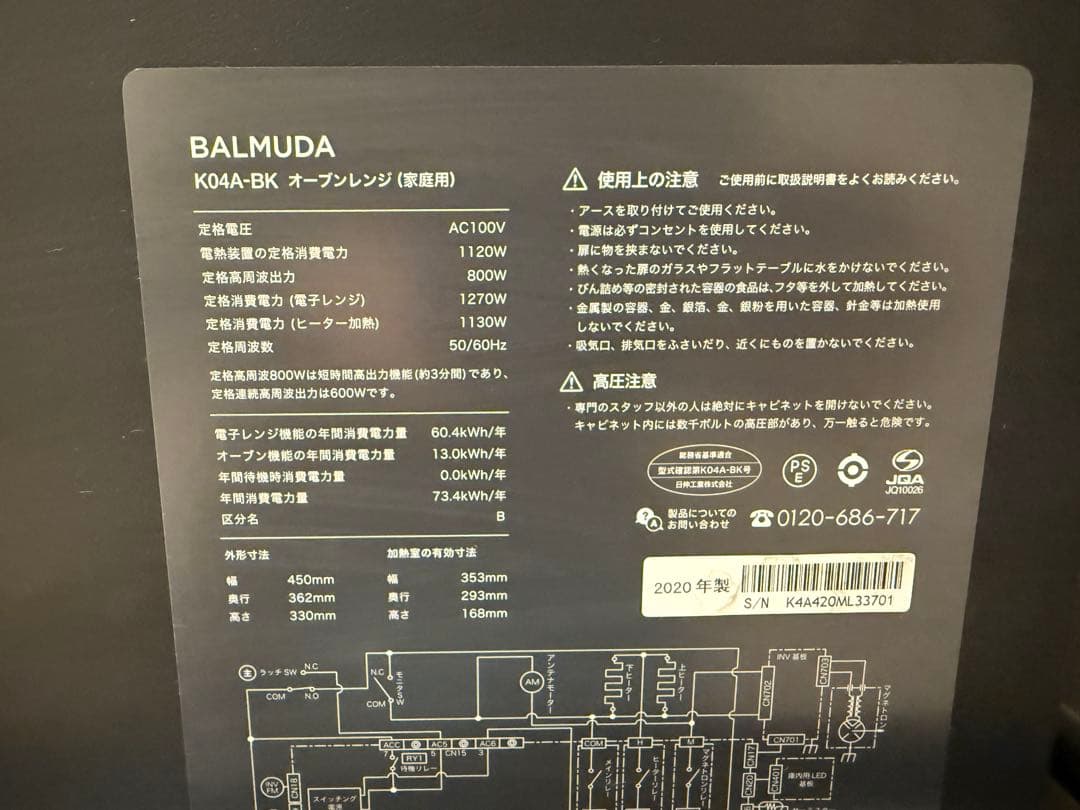 BALMUDA
K04A-BK オーブンレンジ (家庭用)
定格電圧 AC100V
電熱装置の定格消費電力 1120W
定格高周波出力 800W
定格消費電力 (電子レンジ) 1270W
定格消費電力 (ヒーター加熱) 1130W
定格周波数 50/60Hz
定格高周波800Wは短時間高出力機能(約3分間)であり、
定格連続高周波出力は600Wです。
電子レンジ機能の年間消費電力量 60.4kWh/年
オーブン機能の年間消費電力量 13.0kWh/年
年間待機時消費電力量 0.0kWh/年
年間消費電力量 73.4kWh/年
区分名 B
外形寸法 加熱室の有効寸法
幅 450mm 幅 353mm
奥行 362mm 奥行 293mm
高さ 330mm 高さ 168mm
使用上の注意 ご使用前に取扱説明書をよくお読みください。
・アースを取り付けてご使用ください。
・電源は必ずコンセントを使用してください。
・扉に物を挟まないでください。
・熱くなった扉のガラスやフラットテーブルに水をかけないでください。
・びん詰め等の密封された容器の食品は、フタ等を外して加熱してください。
・金属製の容器、金、銀箔、金、銀粉を用いた容器、針金等は加熱使用
しないでください。
・吸気口、排気口をふさいだり、近くにものを置かないでください。
高圧注意
・専門のスタッフ以外の人は絶対にキャビネットを開けないでください。
キャビネット内には数千ボルトの高圧部があり、万一触ると危険です。
総務省基準適合
型式確認第K04A-BK号
日伸工業株式会社
PS
E
JQA
JQ10026
Q A 製品についての
お問い合わせ
0120-686-717
2020 年製
S/N K4A420ML33701
主 ラッチSW N.C
COM N.O
N.C
モニタSW
COM
アンテナモーター
AM
下ヒーター
上ヒーター
INV基板
CN702
CN703
マグネトロン
CN701
ACC AC5 AC6
7 5 CN15 3
RY1
待機リレー
COM H M
メインリレー
ヒーターリレー
マグネトロンリレー
CN17
CN20
CN401
庫内用LED
基板
INV
FM
CN18
スイッチング
電源